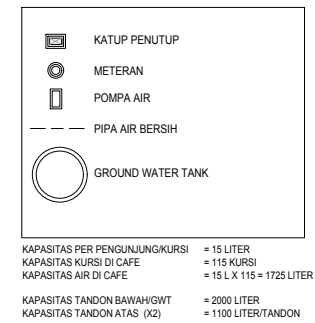 KATUP PENUTUP
METERAN
POMPA AIR
PIPA AIR BERSIH
GROUND WATER TANK
KAPASITAS PER PENGUNJUNG/KURSI = 15 LITER
KAPASITAS KURSI DI CAFE = 115 KURSI
KAPASITAS AIR DI CAFE = 15 L X 115 = 1725 LITER
KAPASITAS TANDON BAWAH/GWT = 2000 LITER
KAPASITAS TANDON ATAS (X2) = 1100 LITER/TANDON